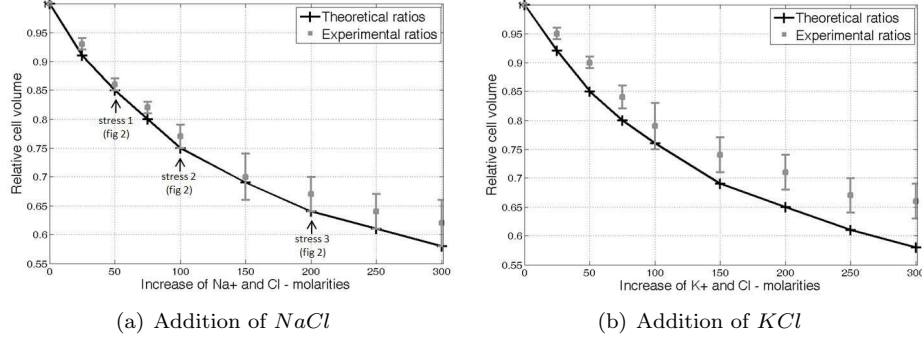 Theoretical ratios
Experimental ratios
Relative cell volume
0.95
0.9
0.85
0.8
0.75
0.7
0.65
0.6
0.55
stress 1
(fig 2)
stress 2
(fig 2)
stress 3
(fig 2)
0 50 100 150 200 250 300
Increase of Na+ and Cl - molarities
(a) Addition of NaCl
Theoretical ratios
Experimental ratios
Relative cell volume
0.95
0.9
0.85
0.8
0.75
0.7
0.65
0.6
0.55
0 50 100 150 200 250 300
Increase of K+ and Cl - molarities
(b) Addition of KCl